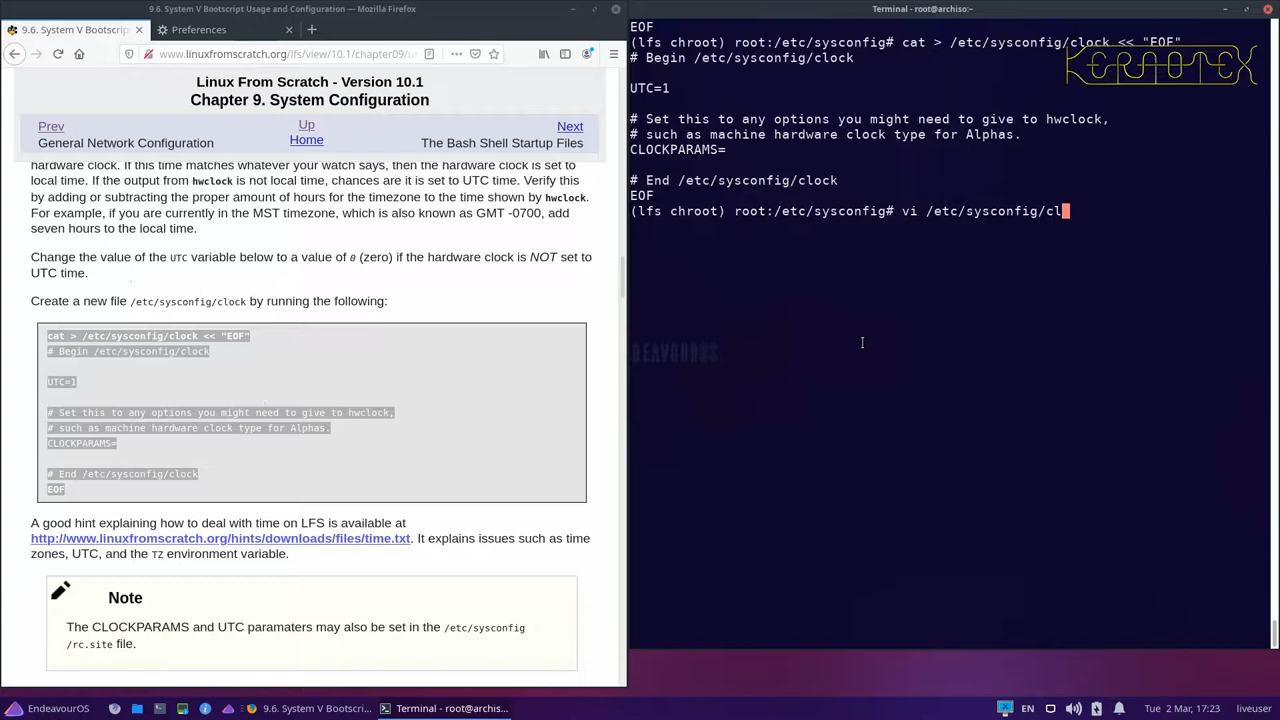 9.6. System V Bootscript Usage and Configuration — Mozilla Firefox
9.6. System V Bootscript
Preferences
www.linuxfromscratch.org/lfs/view/10.1/chapter09/u
Linux From Scratch - Version 10.1
Chapter 9. System Configuration
Prev
Up
Next
General Network Configuration
Home
The Bash Shell Startup Files
hardware clock. If this time matches whatever your watch says, then the hardware clock is set to
local time. If the output from hwclock is not local time, chances are it is set to UTC time. Verify this
by adding or subtracting the proper amount of hours for the timezone to the time shown by hwclock.
For example, if you are currently in the MST timezone, which is also known as GMT -0700, add
seven hours to the local time.
Change the value of the UTC variable below to a value of 0 (zero) if the hardware clock is NOT set to
UTC time.
Create a new file /etc/sysconfig/clock by running the following:
cat > /etc/sysconfig/clock << "EOF"
# Begin /etc/sysconfig/clock
UTC=1
# Set this to any options you might need to give to hwclock,
# such as machine hardware clock type for Alphas.
CLOCKPARAMS=
# End /etc/sysconfig/clock
EOF
A good hint explaining how to deal with time on LFS is available at
http://www.linuxfromscratch.org/hints/downloads/files/time.txt. It explains issues such as time
zones, UTC, and the TZ environment variable.
Note
The CLOCKPARAMS and UTC paramaters may also be set in the /etc/sysconfig
/rc.site file.
Terminal - root@archiso:~
EOF
(lfs chroot) root:/etc/sysconfig# cat > /etc/sysconfig/clock << "EOF"
# Begin /etc/sysconfig/clock
KERNOTEX
UTC=1
# Set this to any options you might need to give to hwclock,
# such as machine hardware clock type for Alphas.
CLOCKPARAMS=
# End /etc/sysconfig/clock
EOF
(lfs chroot) root:/etc/sysconfig# vi /etc/sysconfig/cl
EndeavourOS
9.6. System V Bootscri...
Terminal - root@archis...
EN
Tue 2 Mar, 17:23
liveuser